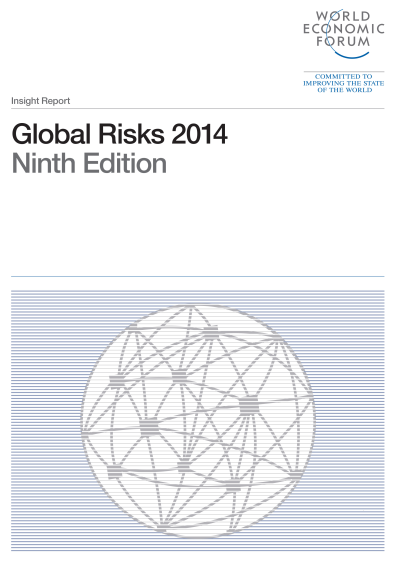 WORLD
ECONOMIC
FORUM
COMMITTED TO
IMPROVING THE STATE
OF THE WORLD
Insight Report
Global Risks 2014
Ninth Edition